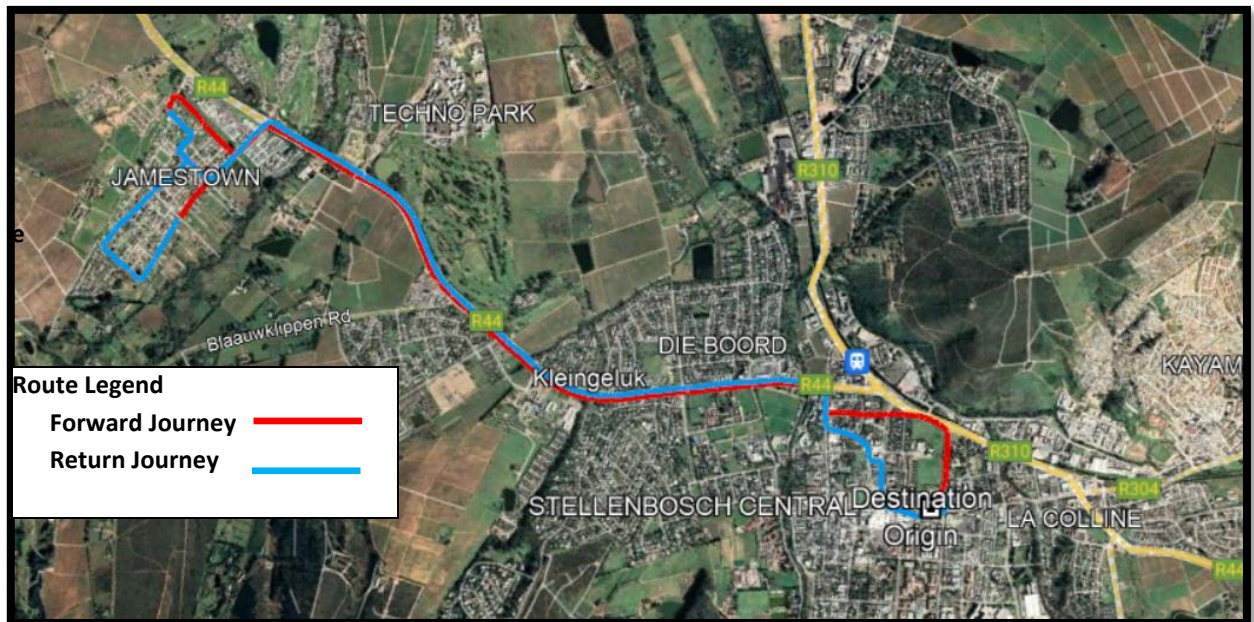 R44
TECHNO PARK
R310
JAMESTOWN
e
Blaauwklippen Rd
R44
DIE BOORD
KAYAM
Kleingeluk
R44
Route Legend
Forward Journey
Return Journey
R310
R304
STELLENBOSCH CENTRAL
Destination
Origin
LA COLLINE
R44